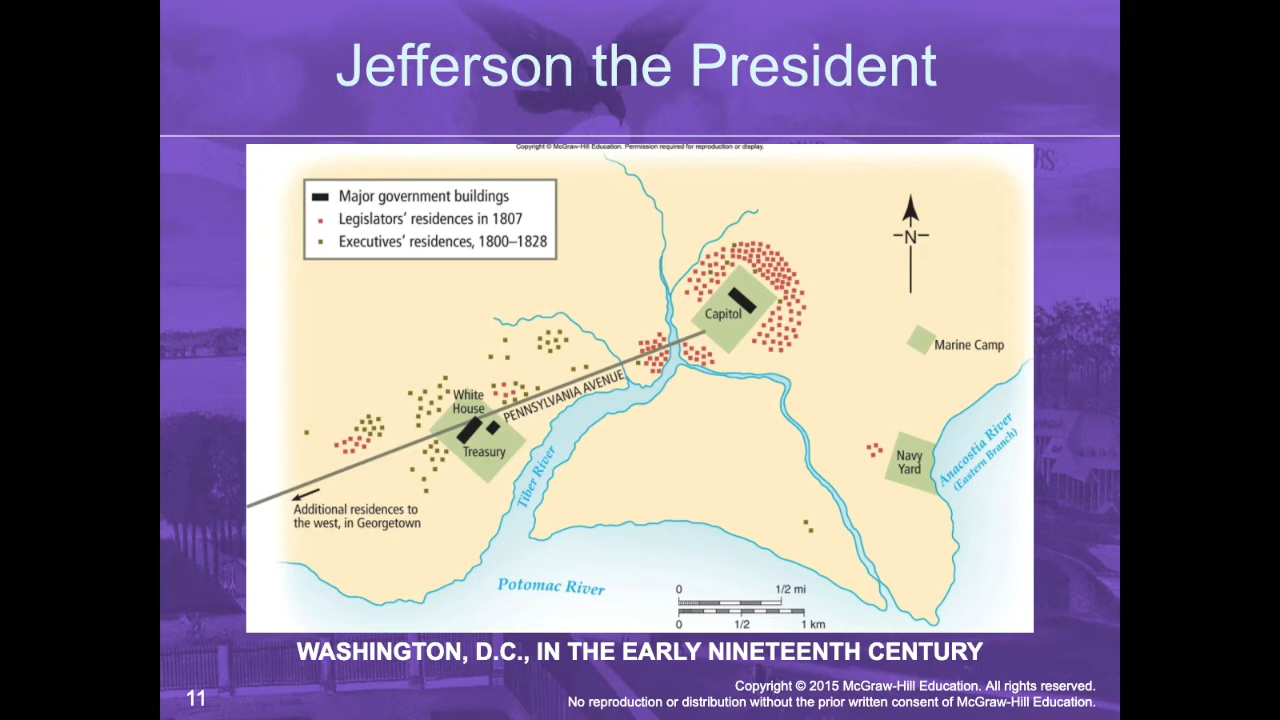 Jefferson the President
Copyright © McGraw-Hill Education. Permission required for reproduction or display.
Major government buildings
Legislators' residences in 1807
Executives' residences, 1800–1828
N
Capitol
Marine Camp
White
House
PENNSYLVANIA AVENUE
Treasury
Navy
Yard
Anacostia River
(Eastern Branch)
Tiber River
Additional residences to
the west, in Georgetown
Potomac River
0 1/2 mi
0 1/2 1 km
WASHINGTON, D.C., IN THE EARLY NINETEENTH CENTURY
11
Copyright © 2015 McGraw-Hill Education. All rights reserved.
No reproduction or distribution without the prior written consent of McGraw-Hill Education.